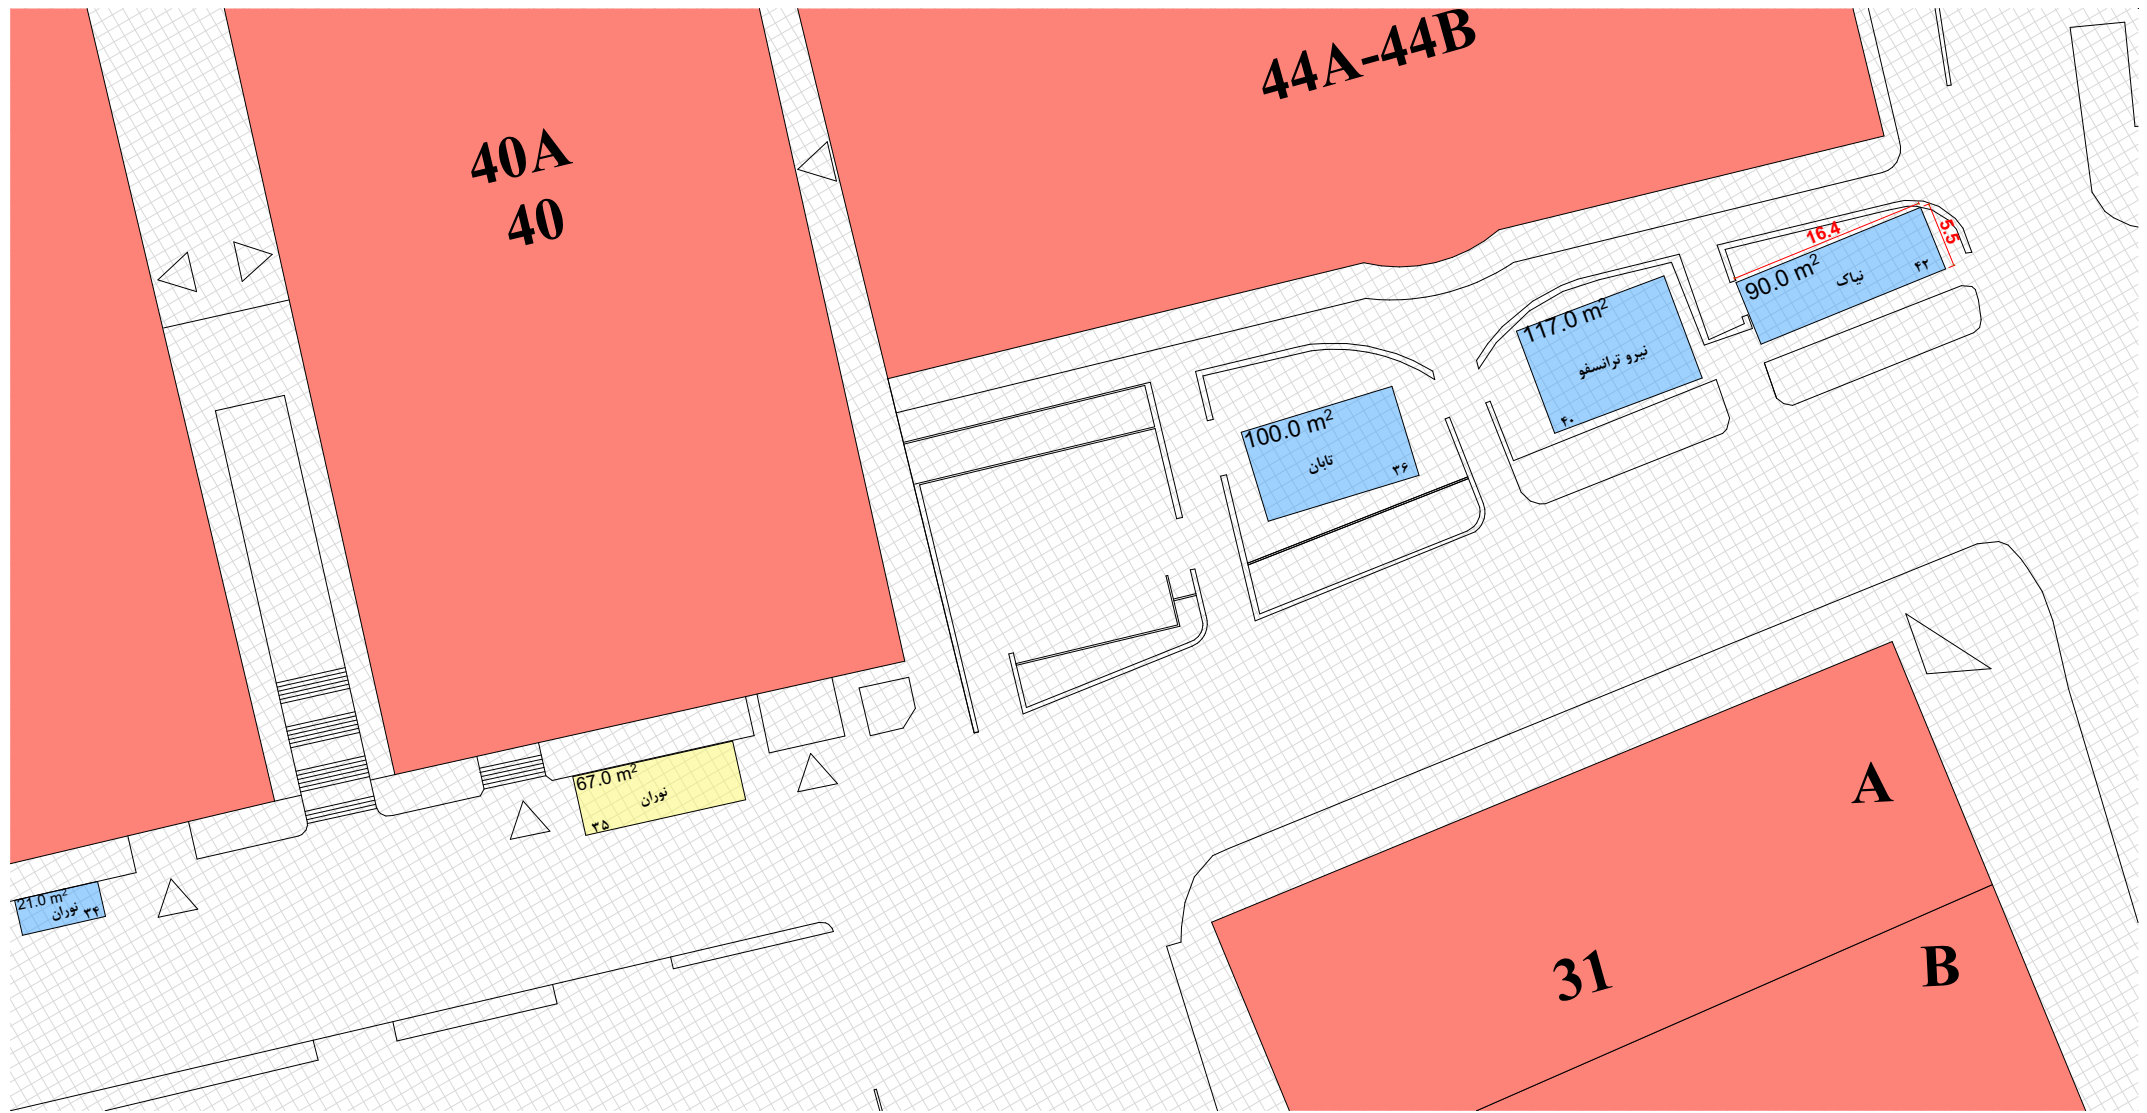 44A-44B
40A
40
16.4
5.5
90.0 m²
نیاک
۴۲
117.0 m²
نیرو ترانسفو
۴۰
100.0 m²
تابان
۳۶
67.0 m²
نوران
۳۵
21.0 m²
نوران
۳۴
A
31
B